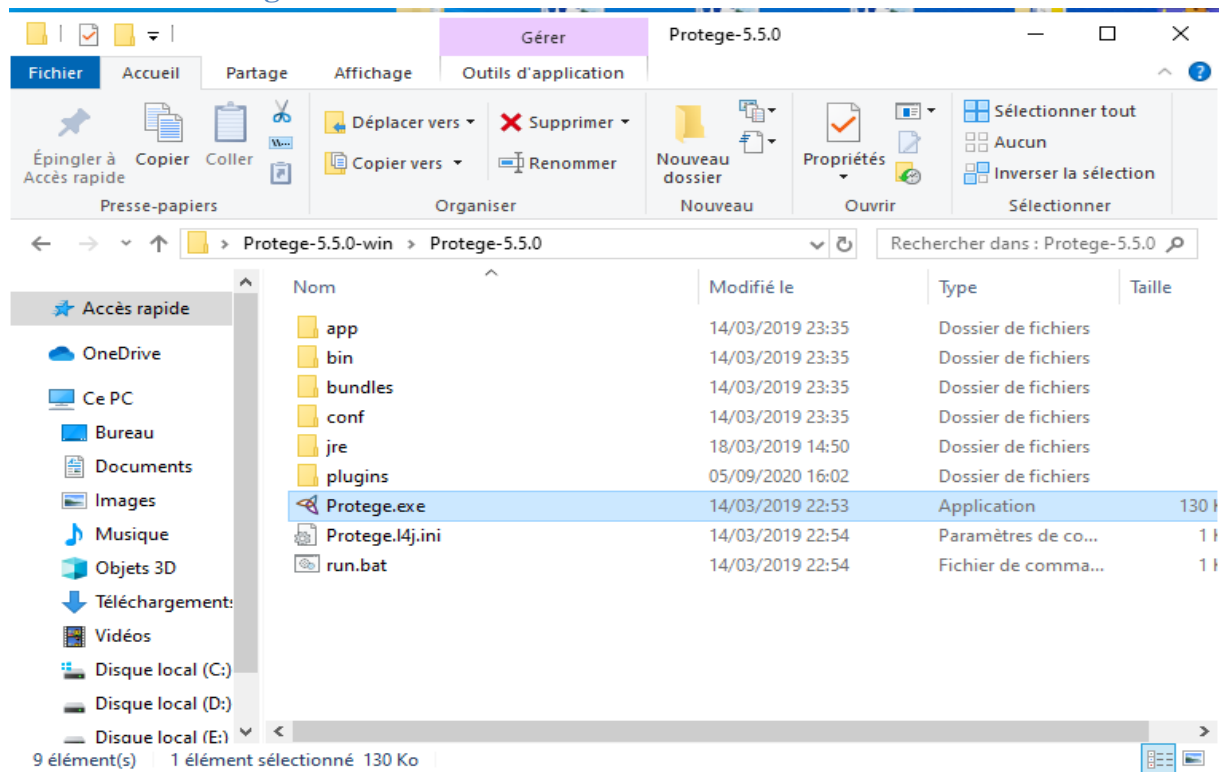 Gérer
Protege-5.5.0
Fichier Accueil Partage Affichage Outils d'application
Épingler à Accès rapide
Copier
Coller
Déplacer vers
Copier vers
Supprimer
Renommer
Nouveau dossier
Propriétés
Sélectionner tout
Aucun
Inverser la sélection
Presse-papiers Organiser Nouveau Ouvrir Sélectionner
Protege-5.5.0-win > Protege-5.5.0
Rechercher dans : Protege-5.5.0
Nom Modifié le Type Taille
Accès rapide
OneDrive
Ce PC
Bureau
Documents
Images
Musique
Objets 3D
Téléchargements
Vidéos
Disque local (C:)
Disque local (D:)
Disque local (E:)
app 14/03/2019 23:35 Dossier de fichiers
bin 14/03/2019 23:35 Dossier de fichiers
bundles 14/03/2019 23:35 Dossier de fichiers
conf 14/03/2019 23:35 Dossier de fichiers
jre 18/03/2019 14:50 Dossier de fichiers
plugins 05/09/2020 16:02 Dossier de fichiers
Protege.exe 14/03/2019 22:53 Application 130
Protege.l4j.ini 14/03/2019 22:54 Paramètres de co... 1
run.bat 14/03/2019 22:54 Fichier de comma... 1
9 élément(s) 1 élément sélectionné 130 Ko